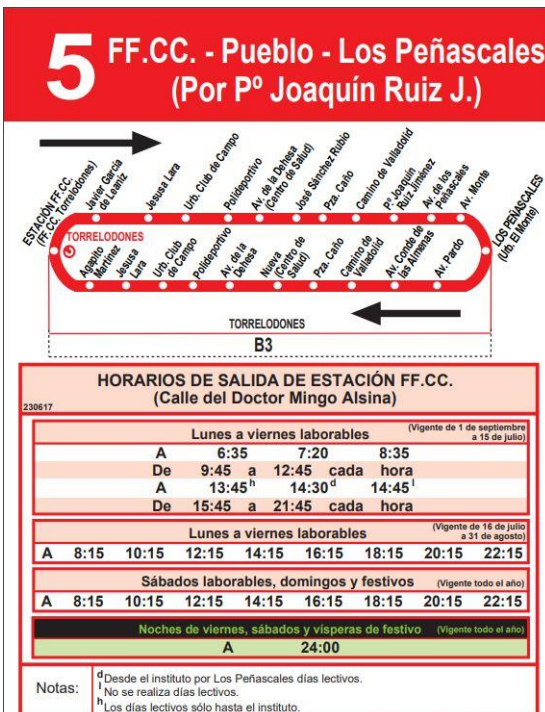 5 FF.CC. - Pueblo - Los Peñascales
(Por Pº Joaquín Ruiz J.)
ESTACIÓN FF.CC.
(FF.CC. Torrelodones)
Javier García
de Leaniz
Jesusa Lara
Urb. Club de Campo
Polideportivo
Av. de la Dehesa
(Centro de Salud)
José Sánchez Rubio
Pza. Caño
Camino de Valladolid
Pº Joaquín
Ruiz Jiménez
Av. de los
Peñascales
Av. Monte
LOS PEÑASCALES
(Urb. El Monte)
TORRELODONES
Agapito
Martínez
Jesusa
Lara
Urb. Club
de Campo
Polideportivo
Av. de la
Dehesa
Nueva
(Centro de
Salud)
Pza. Caño
Camino de
Valladolid
Av. Conde de
las Almenas
Av. Pardo
TORRELODONES
B3
HORARIOS DE SALIDA DE ESTACIÓN FF.CC.
(Calle del Doctor Mingo Alsina)
230617
Lunes a viernes laborables (Vigente de 1 de septiembre
a 15 de julio)
A 6:35 7:20 8:35
De 9:45 a 12:45 cada hora
A 13:45 h 14:30 d 14:45 l
De 15:45 a 21:45 cada hora
Lunes a viernes laborables (Vigente de 16 de julio
a 31 de agosto)
A 8:15 10:15 12:15 14:15 16:15 18:15 20:15 22:15
Sábados laborables, domingos y festivos (Vigente todo el año)
A 8:15 10:15 12:15 14:15 16:15 18:15 20:15 22:15
Noches de viernes, sábados y vísperas de festivo (Vigente todo el año)
A 24:00
Notas:
d Desde el instituto por Los Peñascales días lectivos.
l No se realiza días lectivos.
h Los días lectivos sólo hasta el instituto.